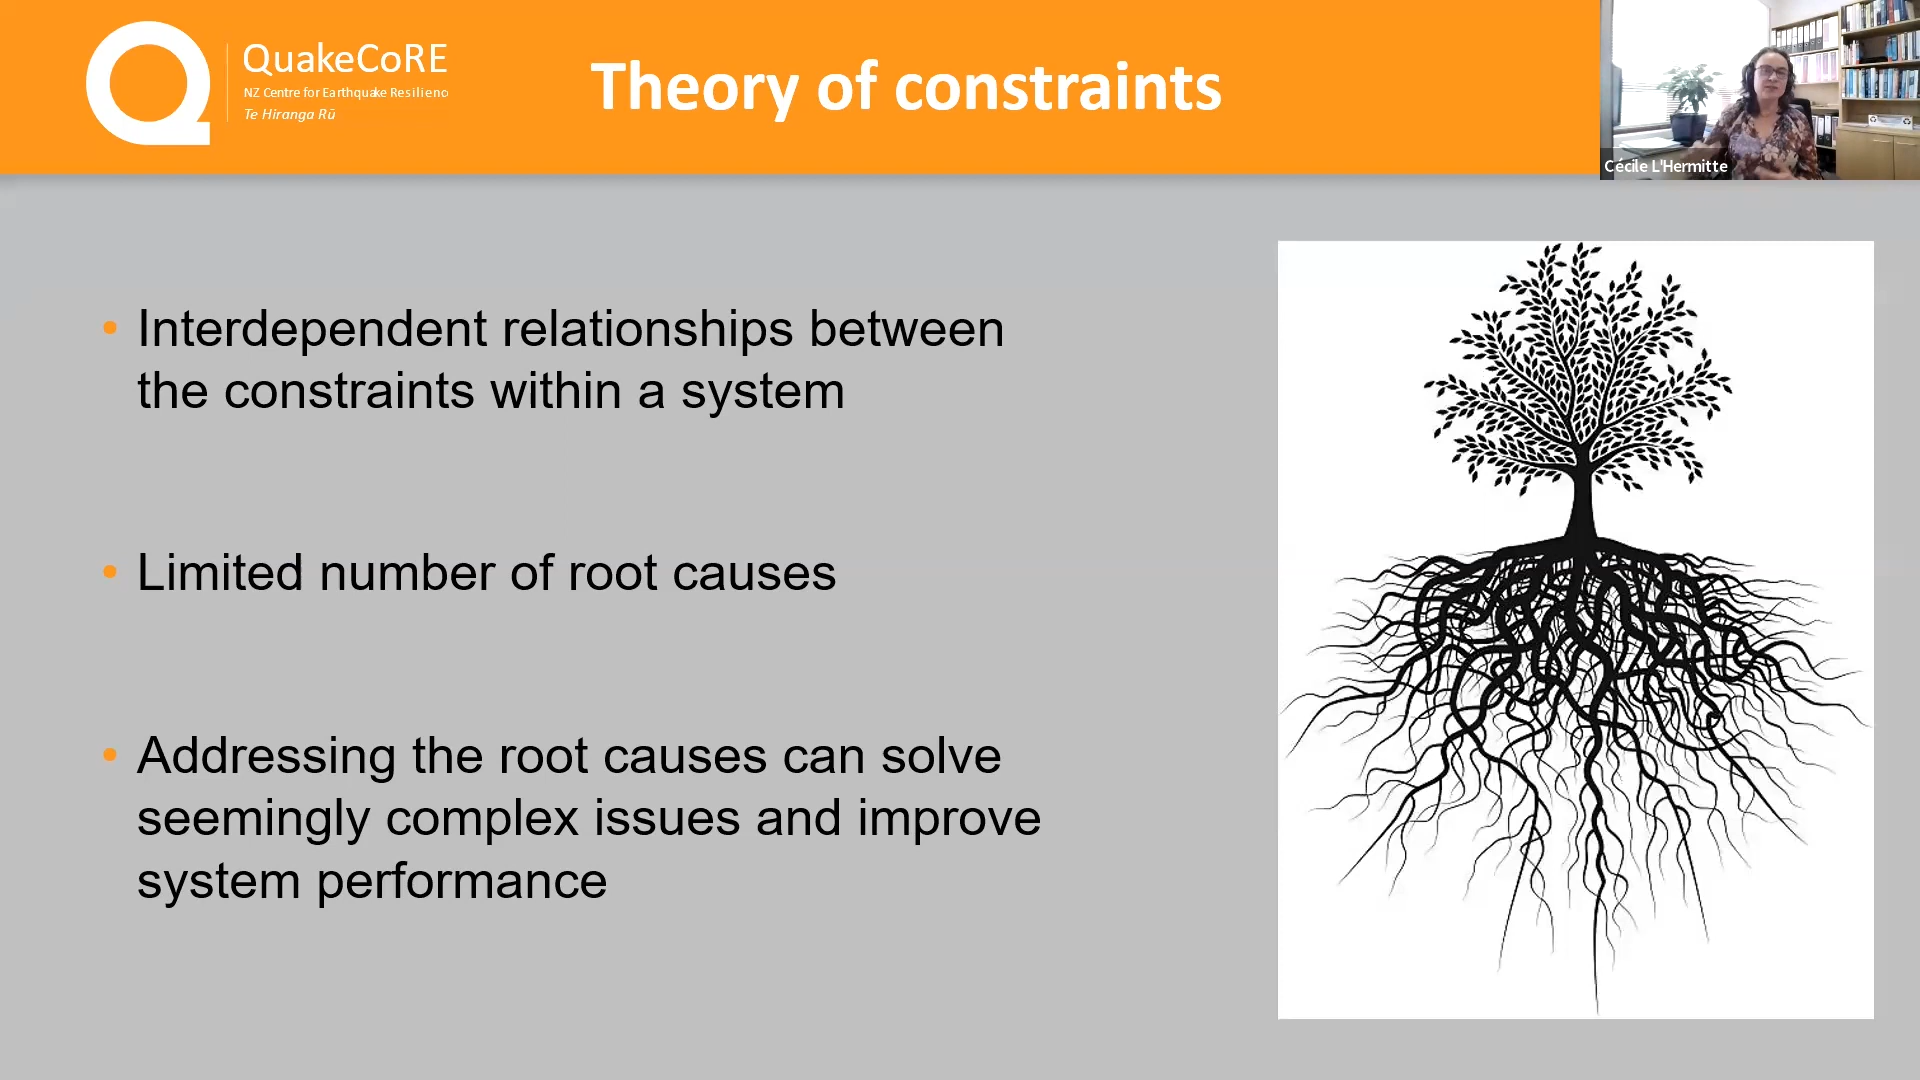 QuakeCoRE
NZ Centre for Earthquake Resilienc
Te Hiranga Rū
Theory of constraints
Cécile L'Hermitte
• Interdependent relationships between
the constraints within a system
• Limited number of root causes
• Addressing the root causes can solve
seemingly complex issues and improve
system performance